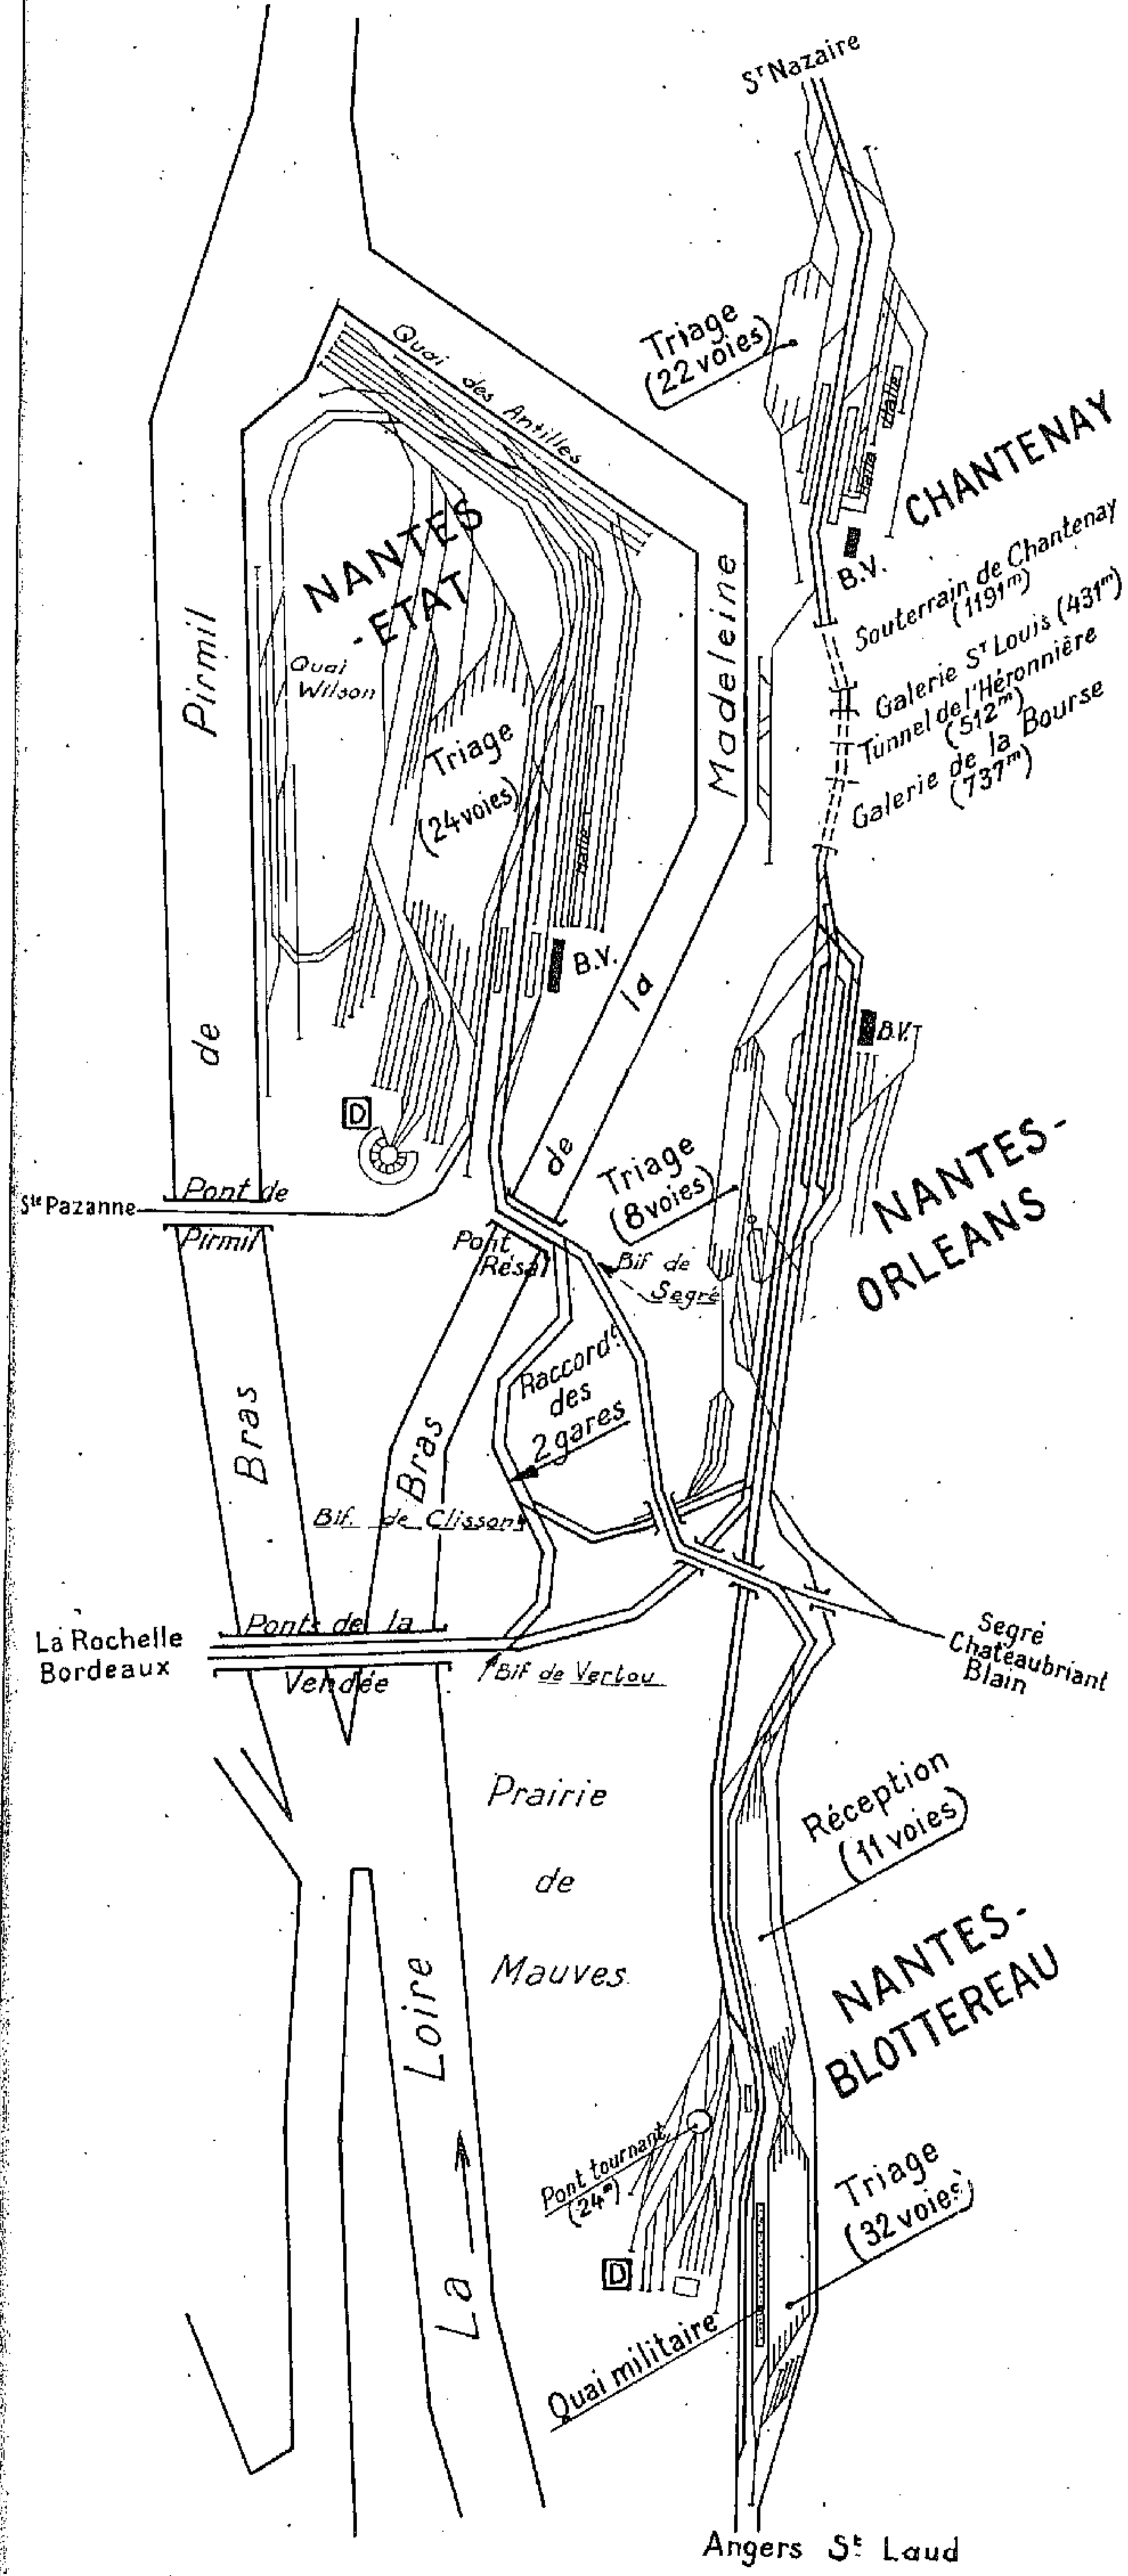 Sᵗ Nazaire
Triage
(22 voies)
Quai des Antilles
Halle
Halle
CHANTENAY
B.V.
NANTES
-ETAT
Souterrain de Chantenay
(1191ᵐ)
Galerie Sᵗ Louis (431ᵐ)
Tunnel de l'Héronnière
(512ᵐ)
Galerie de la Bourse
(737ᵐ)
Quai
Wilson
Triage
(24 voies)
Halle
B.V.
Bras de Pirmil
Bras de la Madeleine
B.V.
D
NANTES-
ORLEANS
Triage
(8 voies)
Sᵗᵉ Pazanne
Pont de
Pirmil
Pont
Résal
Bif de
Segré
Raccordᵗ
des
2 gares
Bif. de Clisson
La Rochelle
Bordeaux
Ponts de la
Vendée
Bif de Vertou
Segré
Chateaubriant
Blain
Prairie
de
Mauves
Réception
(11 voies)
NANTES-
BLOTTEREAU
La Loire
Pont tournant
(24ᵐ)
Triage
(32 voies)
D
Quai militaire
Angers Sᵗ Laud